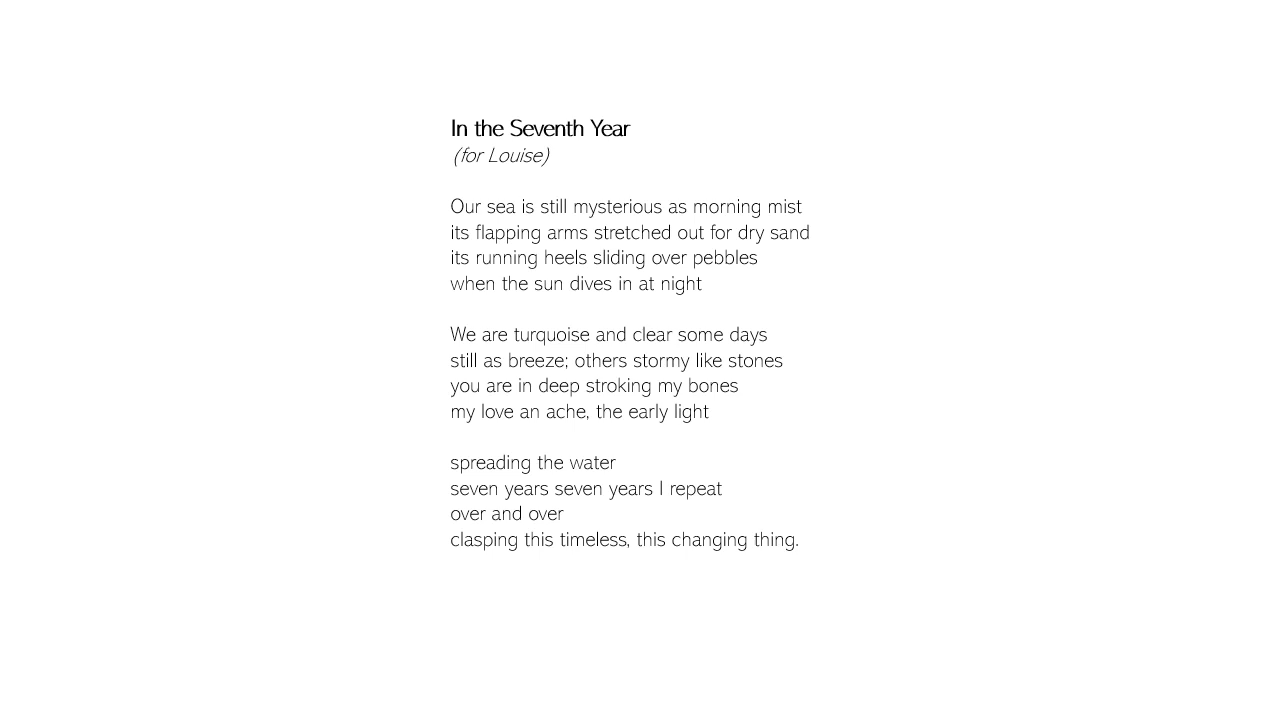 In the Seventh Year
(for Louise)
Our sea is still mysterious as morning mist
its flapping arms stretched out for dry sand
its running heels sliding over pebbles
when the sun dives in at night
We are turquoise and clear some days
still as breeze; others stormy like stones
you are in deep stroking my bones
my love an ache, the early light
spreading the water
seven years seven years I repeat
over and over
clasping this timeless, this changing thing.